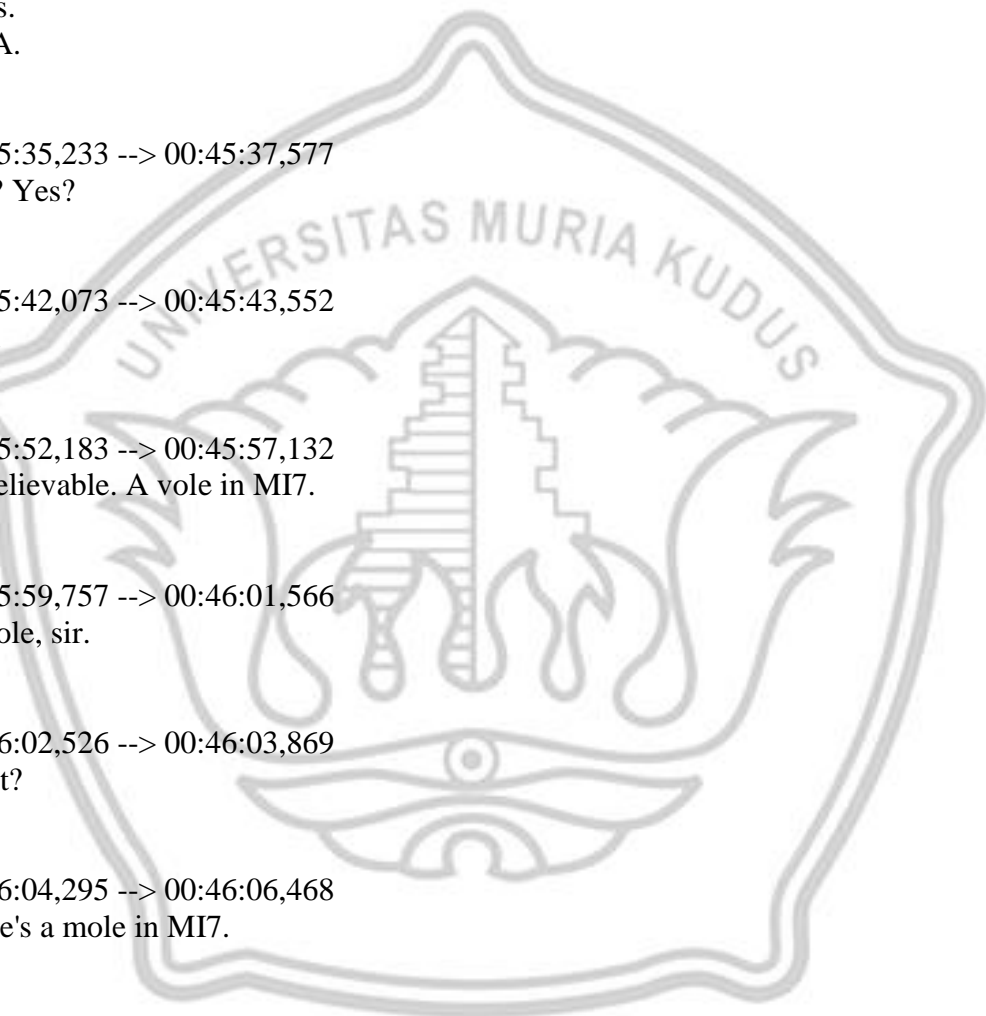 s.
A.
5:35,233 --> 00:45:37,577
? Yes?
UNIVERSITAS MURIA KUDUS
5:42,073 --> 00:45:43,552
5:52,183 --> 00:45:57,132
elievable. A vole in MI7.
5:59,757 --> 00:46:01,566
ole, sir.
6:02,526 --> 00:46:03,869
t?
6:04,295 --> 00:46:06,468
e's a mole in MI7.